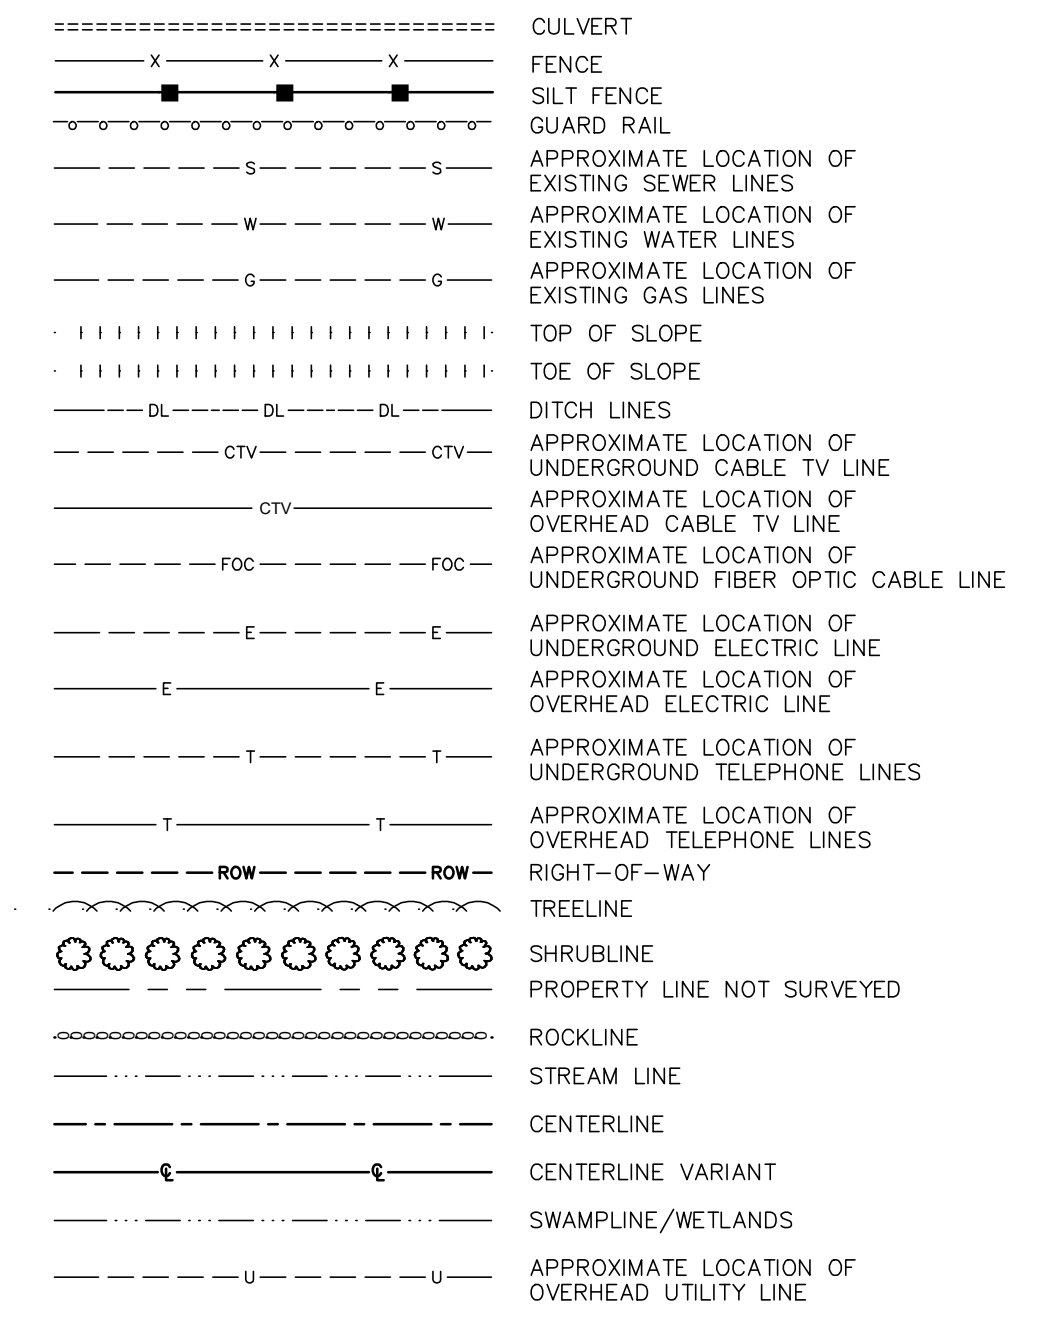 CULVERT
X X X FENCE
SILT FENCE
GUARD RAIL
S S APPROXIMATE LOCATION OF
EXISTING SEWER LINES
W W APPROXIMATE LOCATION OF
EXISTING WATER LINES
G G APPROXIMATE LOCATION OF
EXISTING GAS LINES
TOP OF SLOPE
TOE OF SLOPE
DL DL DL DITCH LINES
CTV CTV APPROXIMATE LOCATION OF
UNDERGROUND CABLE TV LINE
CTV APPROXIMATE LOCATION OF
OVERHEAD CABLE TV LINE
FOC FOC APPROXIMATE LOCATION OF
UNDERGROUND FIBER OPTIC CABLE LINE
E E APPROXIMATE LOCATION OF
UNDERGROUND ELECTRIC LINE
E E APPROXIMATE LOCATION OF
OVERHEAD ELECTRIC LINE
T T APPROXIMATE LOCATION OF
UNDERGROUND TELEPHONE LINES
T T APPROXIMATE LOCATION OF
OVERHEAD TELEPHONE LINES
ROW ROW RIGHT-OF-WAY
TREELINE
SHRUBLINE
PROPERTY LINE NOT SURVEYED
ROCKLINE
STREAM LINE
CENTERLINE
℄ ℄ CENTERLINE VARIANT
SWAMPLINE/WETLANDS
U U APPROXIMATE LOCATION OF
OVERHEAD UTILITY LINE